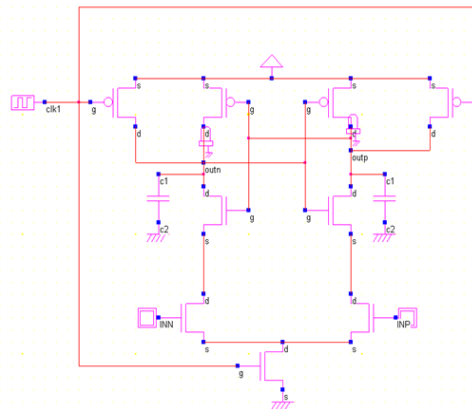 s s s s
clk1 g g g
d d d d
outn outp
c1 d d c1
g g
c2 s s c2
d d
INN INP
s d s
g
s